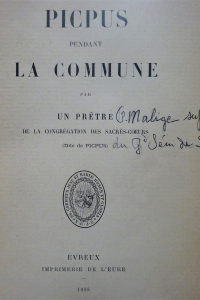 PICPUS
PENDANT
LA COMMUNE
PAR
UN PRÊTRE P. Malige
DE LA CONGRÉGATION DES SACRÉS-CŒURS
(Dite de PICPUS)
ÉVREUX
IMPRIMERIE DE L'EURE